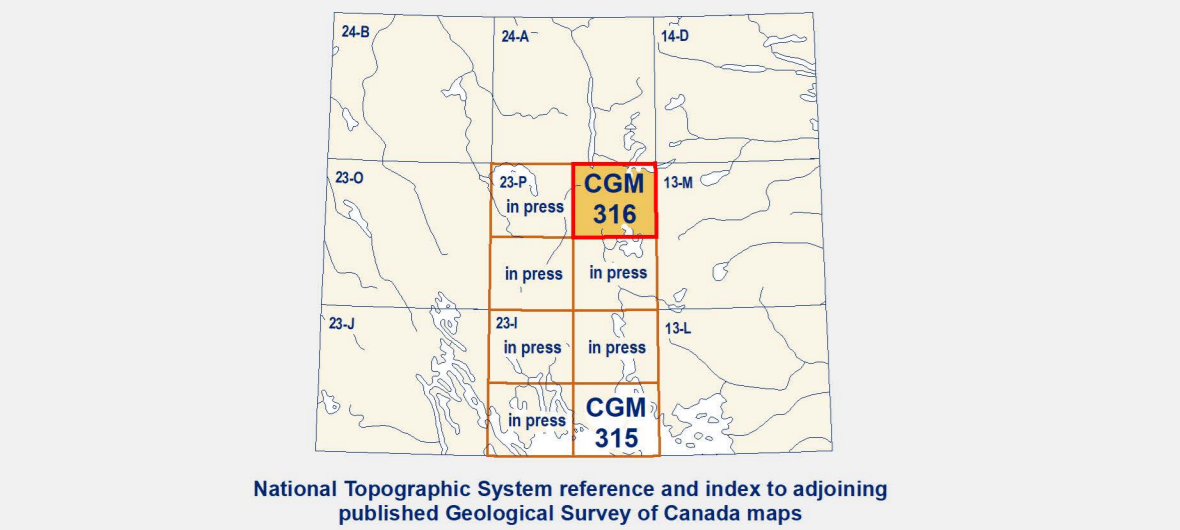 24-B
24-A
14-D
23-O
23-P
in press
CGM
316
13-M
in press
in press
23-J
23-I
in press
in press
13-L
in press
CGM
315
National Topographic System reference and index to adjoining
published Geological Survey of Canada maps